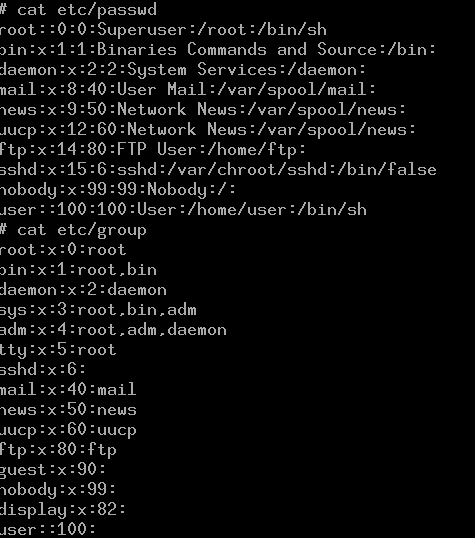 # cat etc/passwd
root::0:0:Superuser:/root:/bin/sh
bin:x:1:1:Binaries Commands and Source:/bin:
daemon:x:2:2:System Services:/daemon:
mail:x:8:40:User Mail:/var/spool/mail:
news:x:9:50:Network News:/var/spool/news:
uucp:x:12:60:Network News:/var/spool/news:
ftp:x:14:80:FTP User:/home/ftp:
sshd:x:15:6:sshd:/var/chroot/sshd:/bin/false
nobody:x:99:99:Nobody:/:
user::100:100:User:/home/user:/bin/sh
# cat etc/group
root:x:0:root
bin:x:1:root,bin
daemon:x:2:daemon
sys:x:3:root,bin,adm
adm:x:4:root,adm,daemon
tty:x:5:root
sshd:x:6:
mail:x:40:mail
news:x:50:news
uucp:x:60:uucp
ftp:x:80:ftp
guest:x:90:
nobody:x:99:
display:x:82:
user::100: